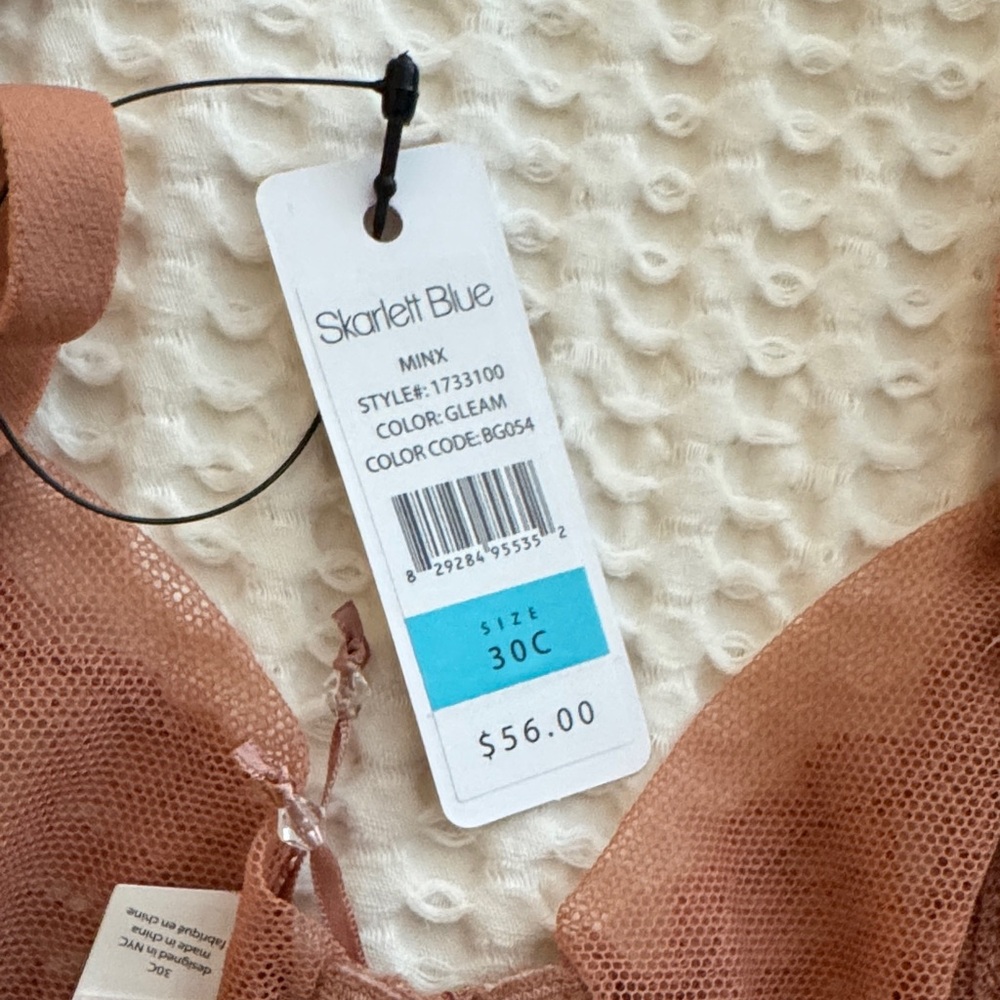 Skarlett Blue
MINX
STYLE#: 1733100
COLOR: GLEAM
COLOR CODE: BG054
8 29284 95535 2
SIZE
30C
$56.00
30C
designed in NYC
made in china
fabriqué en chine